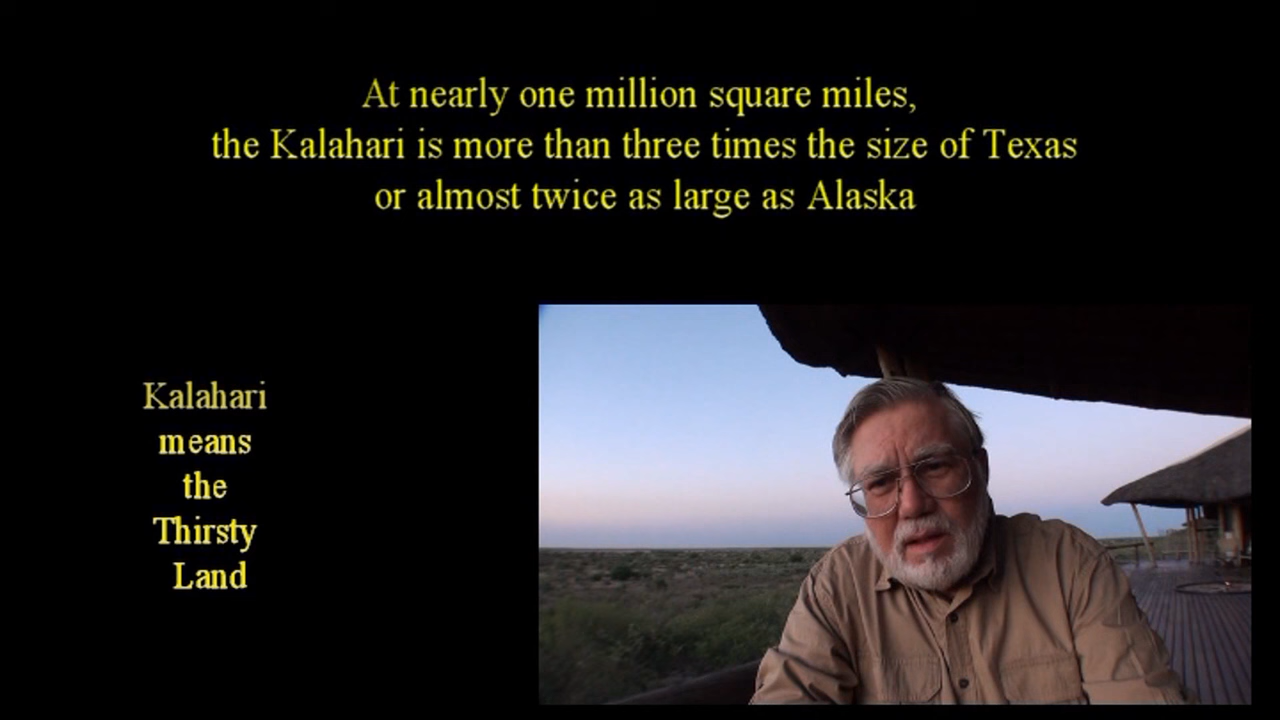 At nearly one million square miles,
the Kalahari is more than three times the size of Texas
or almost twice as large as Alaska
Kalahari
means
the
Thirsty
Land